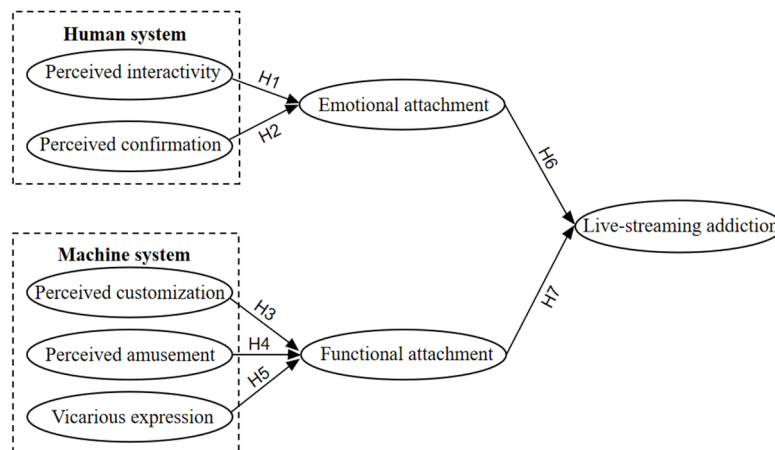 Human system
Perceived interactivity
H1
Emotional attachment
Perceived confirmation
H2
H6
Live-streaming addiction
Machine system
Perceived customization
H3
H7
Perceived amusement
H4
Functional attachment
H5
Vicarious expression